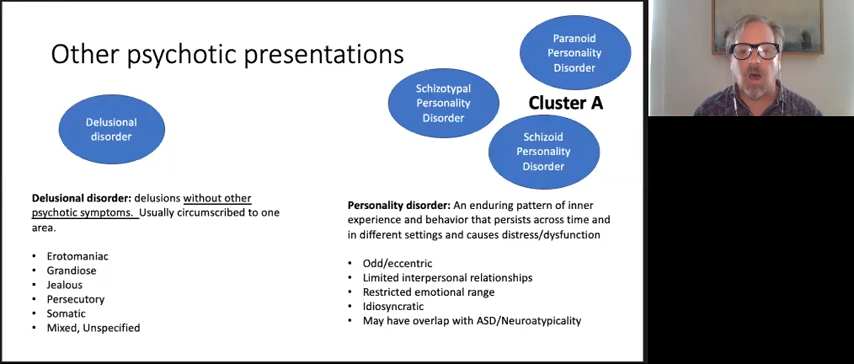 Other psychotic presentations
Delusional
disorder
Paranoid
Personality
Disorder
Schizotypal
Personality
Disorder
Cluster A
Schizoid
Personality
Disorder
Delusional disorder: delusions without other
psychotic symptoms. Usually circumscribed to one
area.
• Erotomaniac
• Grandiose
• Jealous
• Persecutory
• Somatic
• Mixed, Unspecified
Personality disorder: An enduring pattern of inner
experience and behavior that persists across time and
in different settings and causes distress/dysfunction
• Odd/eccentric
• Limited interpersonal relationships
• Restricted emotional range
• Idiosyncratic
• May have overlap with ASD/Neuroatypicality